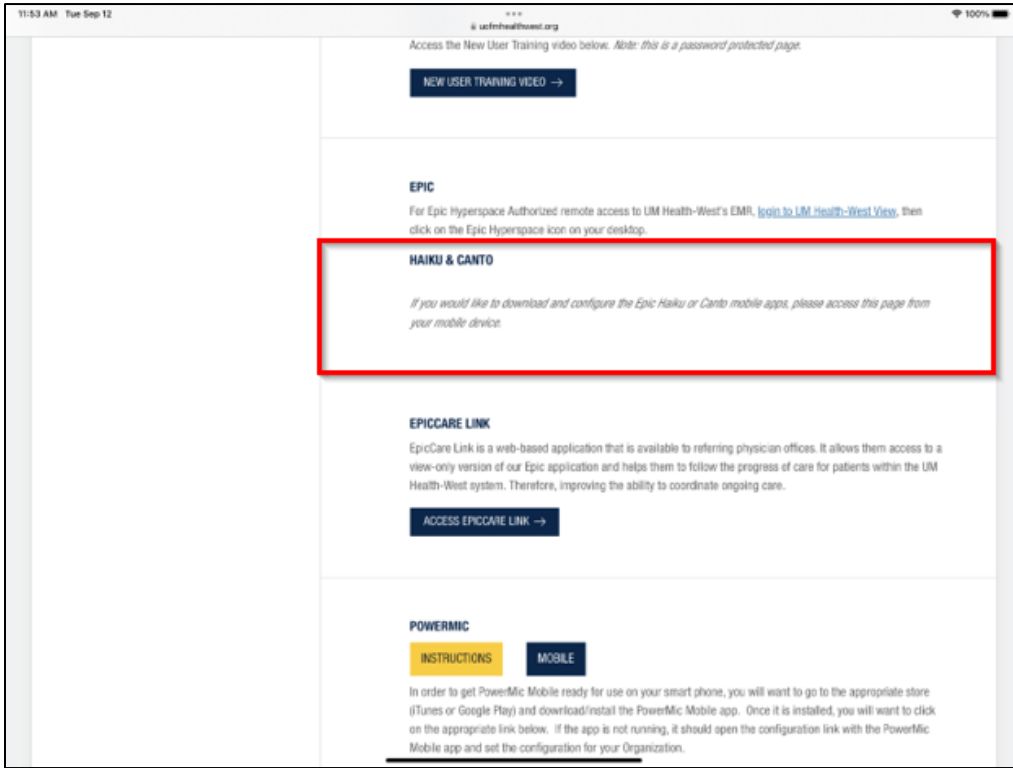 11:53 AM Tue Sep 12
100%
uofmhealthwest.org
Access the New User Training video below. Note: this is a password protected page.
NEW USER TRAINING VIDEO →
EPIC
For Epic Hyperspace Authorized remote access to UM Health-West's EMR, login to UM Health-West View, then
click on the Epic Hyperspace icon on your desktop.
HAIKU & CANTO
If you would like to download and configure the Epic Haiku or Canto mobile apps, please access this page from
your mobile device.
EPICCARE LINK
EpicCare Link is a web-based application that is available to referring physician offices. It allows them access to a
view-only version of our Epic application and helps them to follow the progress of care for patients within the UM
Health-West system. Therefore, improving the ability to coordinate ongoing care.
ACCESS EPICCARE LINK →
POWERMIC
INSTRUCTIONS
MOBILE
In order to get PowerMic Mobile ready for use on your smart phone, you will want to go to the appropriate store
(iTunes or Google Play) and download/install the PowerMic Mobile app. Once it is installed, you will want to click
on the appropriate link below. If the app is not running, it should open the configuration link with the PowerMic
Mobile app and set the configuration for your Organization.